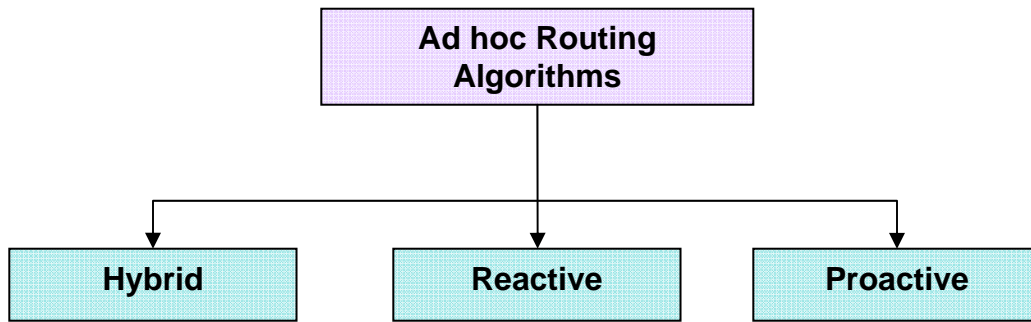 Ad hoc Routing
Algorithms
Hybrid
Reactive
Proactive